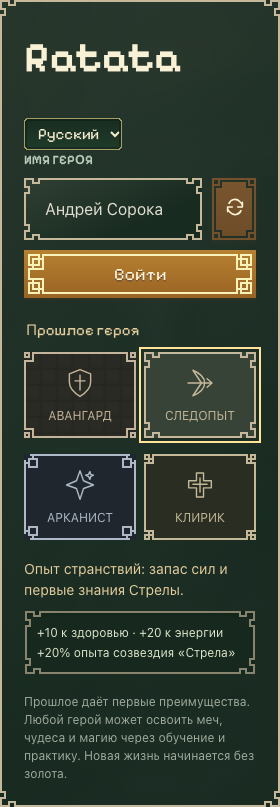 Ratata
Русский
ИМЯ ГЕРОЯ
Андрей Сорока
Войти
Прошлое героя
АВАНГАРД
СЛЕДОПЫТ
АРКАНИСТ
КЛИРИК
Опыт странствий: запас сил и
первые знания Стрелы.
+10 к здоровью · +20 к энергии
+20% опыта созвездия «Стрела»
Прошлое даёт первые преимущества.
Любой герой может освоить меч,
чудеса и магию через обучение и
практику. Новая жизнь начинается без
золота.